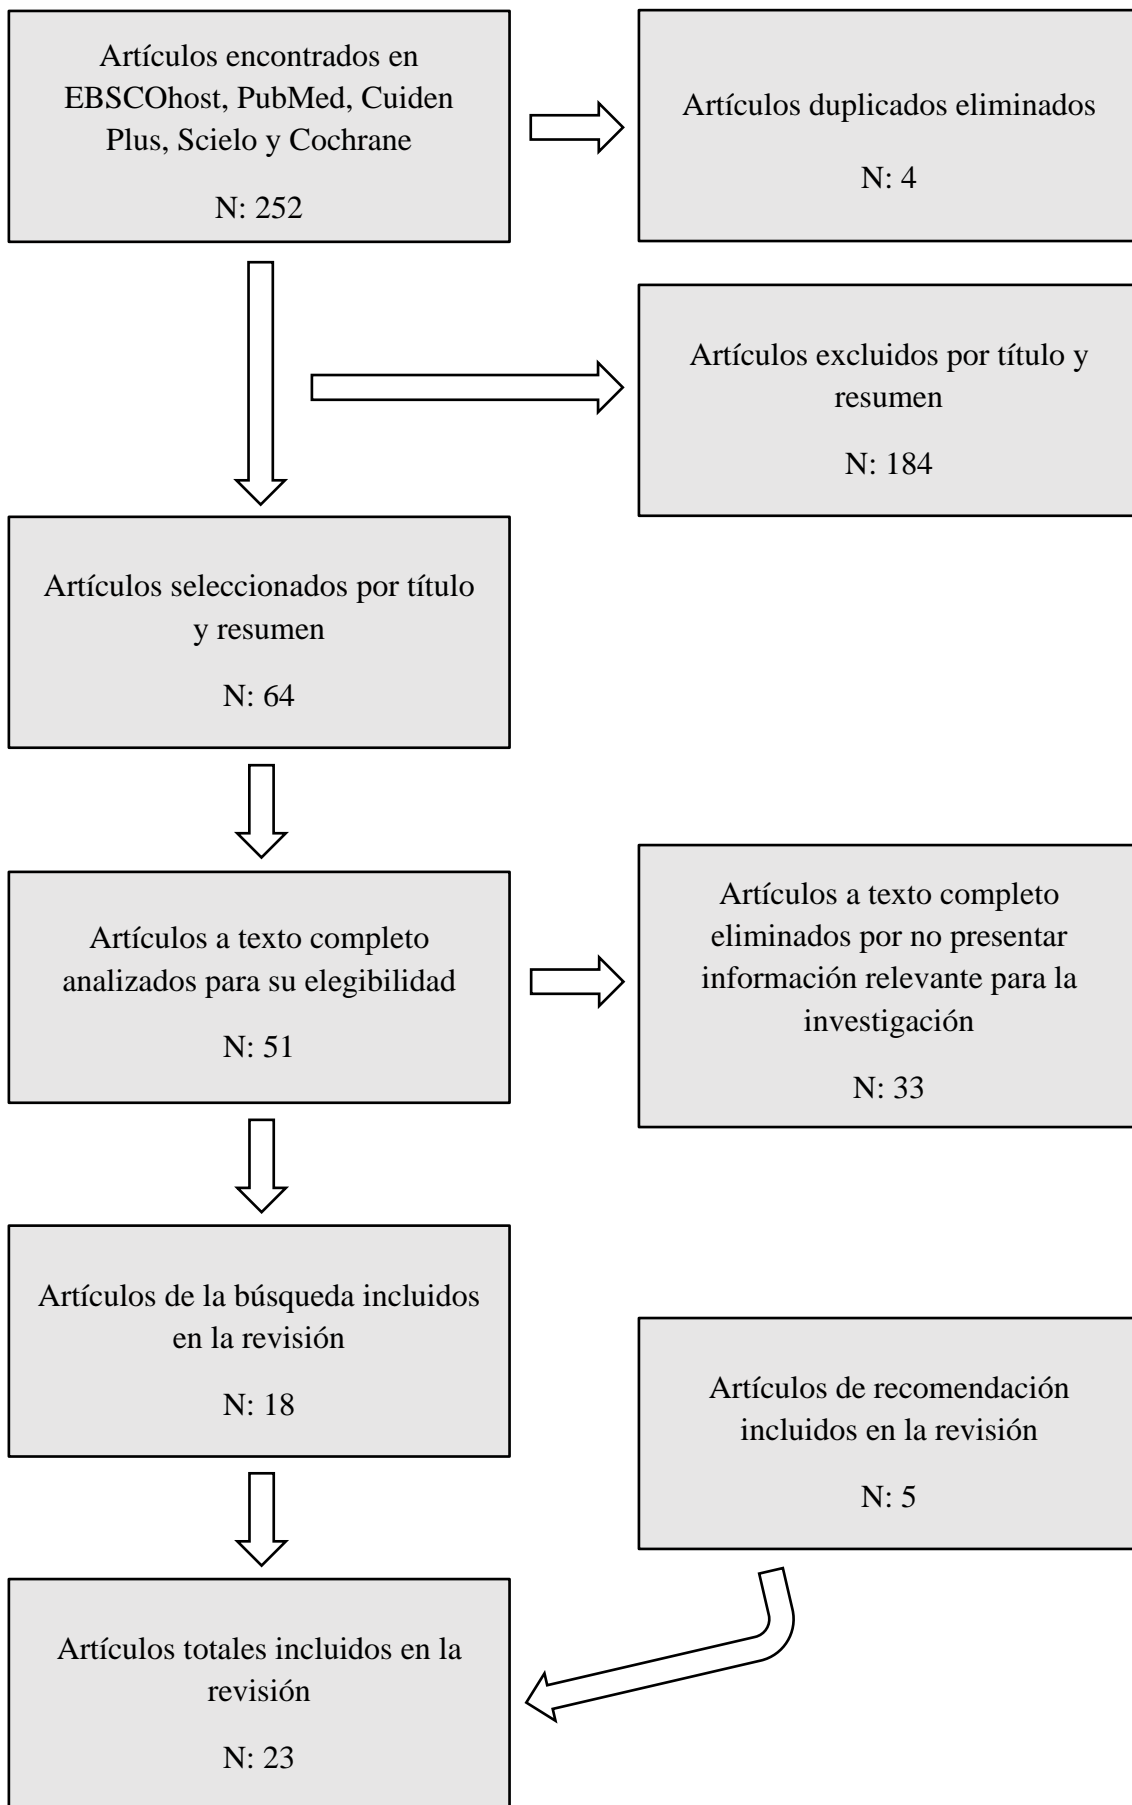 Artículos encontrados en
EBSCOhost, PubMed, Cuiden
Plus, Scielo y Cochrane
N: 252
Artículos duplicados eliminados
N: 4
Artículos excluidos por título y
resumen
N: 184
Artículos seleccionados por título
y resumen
N: 64
Artículos a texto completo
analizados para su elegibilidad
N: 51
Artículos a texto completo
eliminados por no presentar
información relevante para la
investigación
N: 33
Artículos de la búsqueda incluidos
en la revisión
N: 18
Artículos de recomendación
incluidos en la revisión
N: 5
Artículos totales incluidos en la
revisión
N: 23